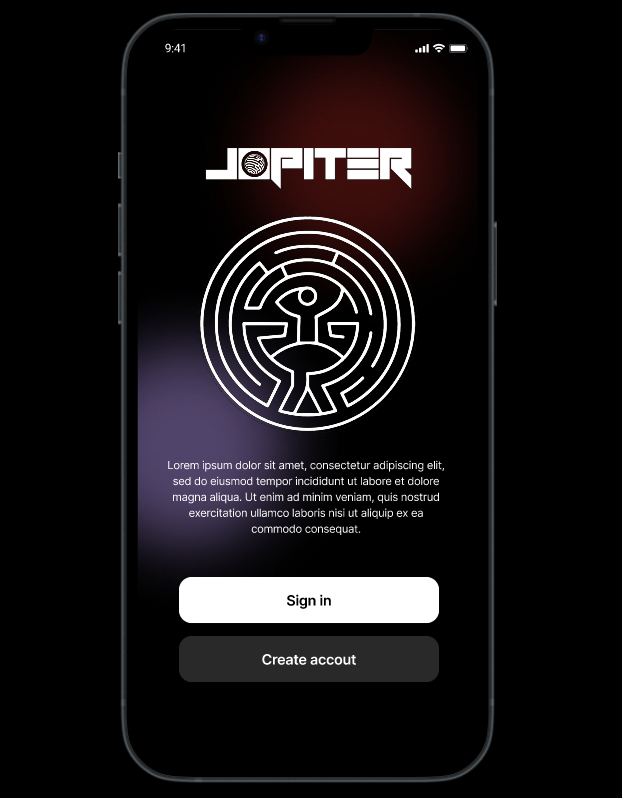 9:41
JOPITER
Lorem ipsum dolor sit amet, consectetur adipiscing elit,
sed do eiusmod tempor incididunt ut labore et dolore
magna aliqua. Ut enim ad minim veniam, quis nostrud
exercitation ullamco laboris nisi ut aliquip ex ea
commodo consequat.
Sign in
Create accout